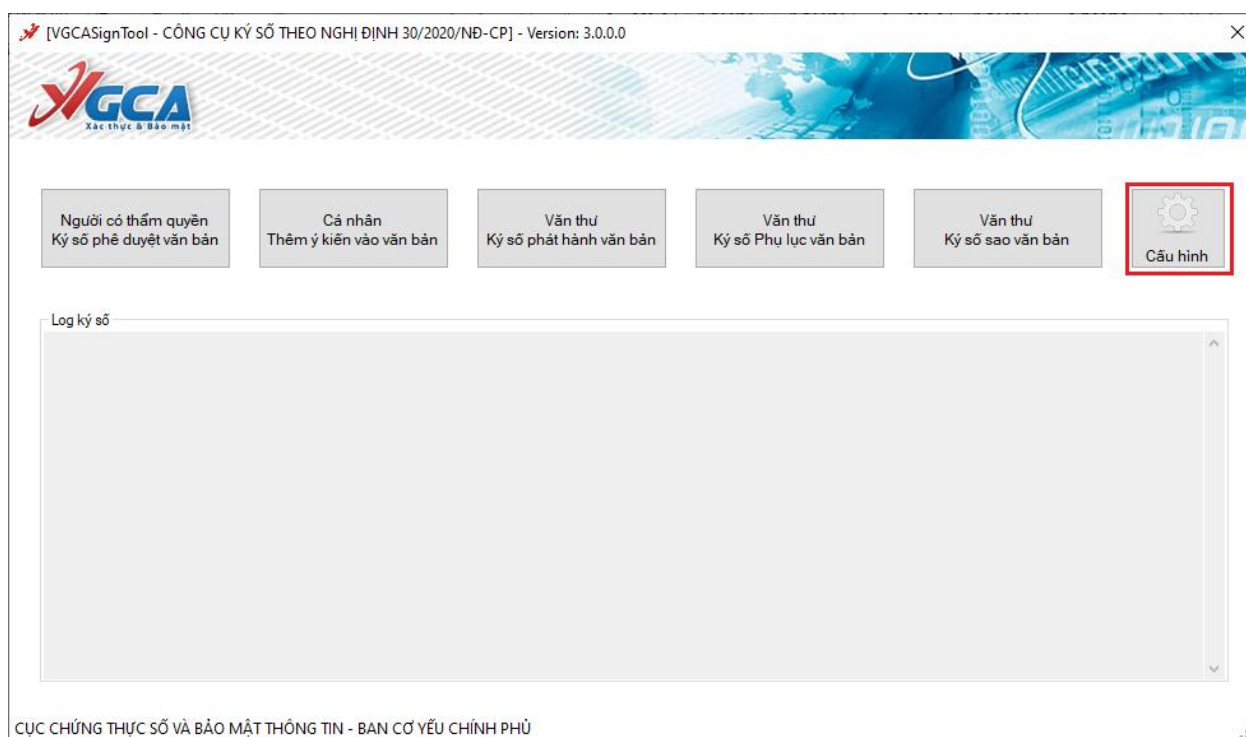 [VGCASignTool - CÔNG CỤ KÝ SỐ THEO NGHỊ ĐỊNH 30/2020/NĐ-CP] - Version: 3.0.0.0
VGCA
Xác thực & Bảo mật
Người có thẩm quyền
Ký số phê duyệt văn bản
Cá nhân
Thêm ý kiến vào văn bản
Văn thư
Ký số phát hành văn bản
Văn thư
Ký số Phụ lục văn bản
Văn thư
Ký số sao văn bản
Cấu hình
Log ký số
CỤC CHỨNG THỰC SỐ VÀ BẢO MẬT THÔNG TIN - BAN CƠ YẾU CHÍNH PHỦ